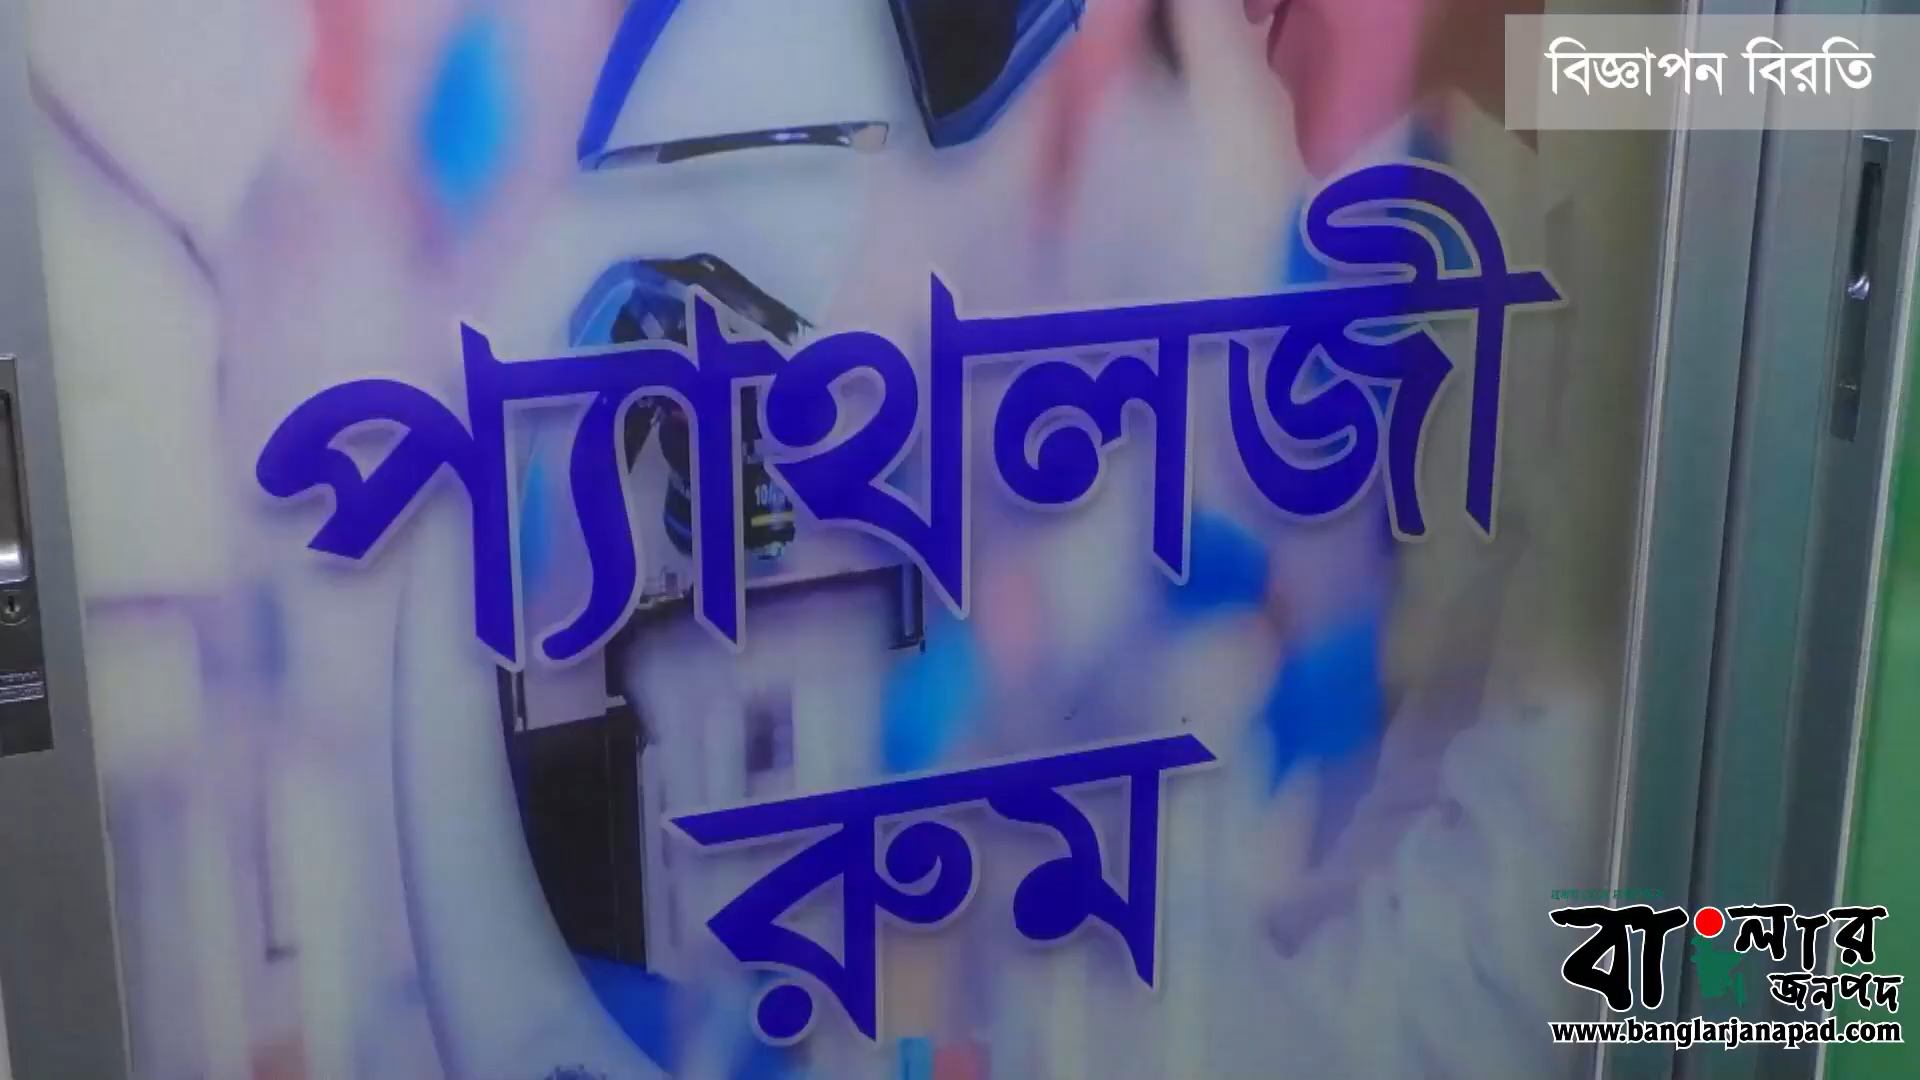 বিজ্ঞাপন বিরতি
প্যাথলজী
রুম
বাংলার
জনপদ
www.banglarjanapad.com